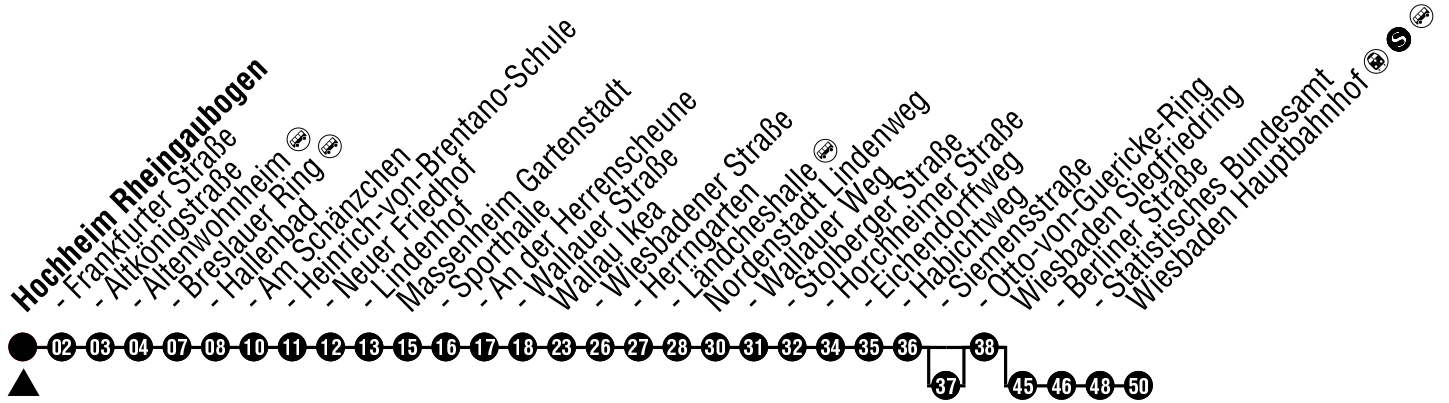 Hochheim Rheingaubogen
- Frankfurter Straße
- Altkönigstraße
- Altenwohnheim
- Breslauer Ring
- Hallenbad
- Am Schänzchen
- Heinrich-von-Brentano-Schule
- Neuer Friedhof
- Lindenhof
Massenheim Gartenstadt
- Sporthalle
- An der Herrenscheune
- Wallauer Straße
Wallau Ikea
- Wiesbadener Straße
- Herrngarten
- Ländcheshalle
Nordenstadt Lindenweg
- Wallauer Weg
- Stolberger Straße
- Horchheimer Straße
- Eichendorffweg
- Habichtweg
- Siemensstraße
- Otto-von-Guericke-Ring
Wiesbaden Siegfriedring
- Berliner Straße
- Statistisches Bundesamt
Wiesbaden Hauptbahnhof S
02 03 04 07 08 10 11 12 13 15 16 17 18 23 26 27 28 30 31 32 34 35 36 38
37 45 46 48 50